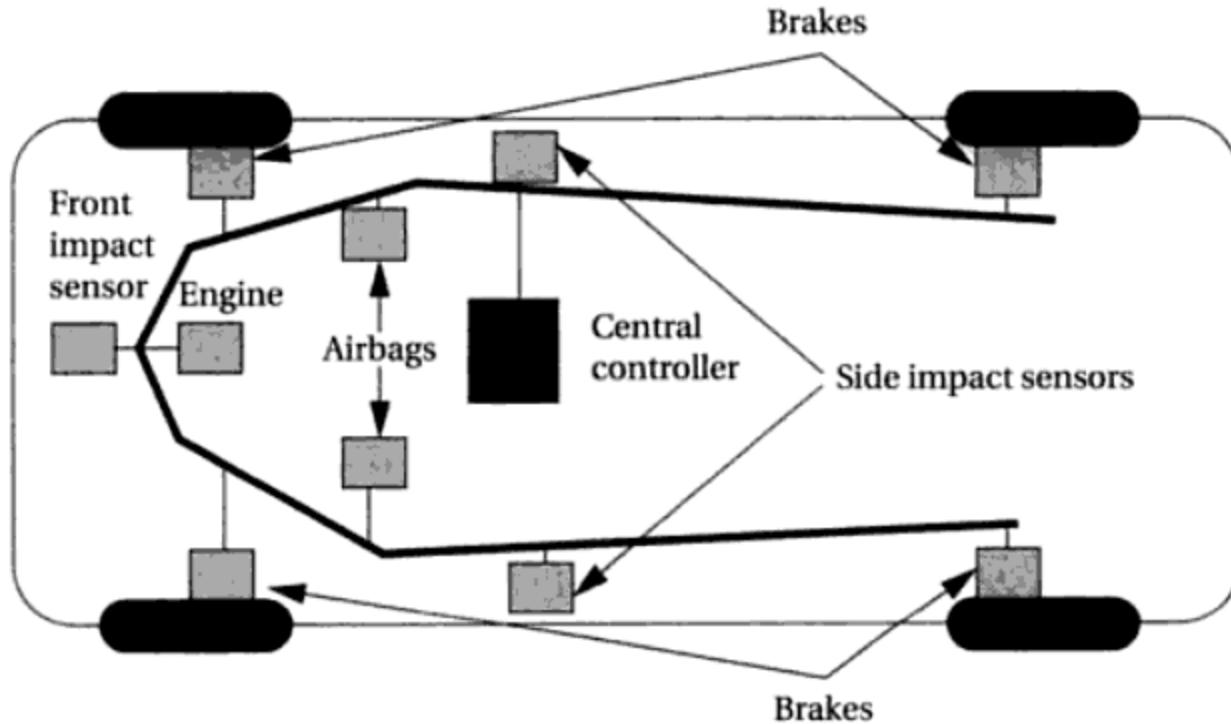 Brakes
Front
impact
sensor
Engine
Airbags
Central
controller
Side impact sensors
Brakes